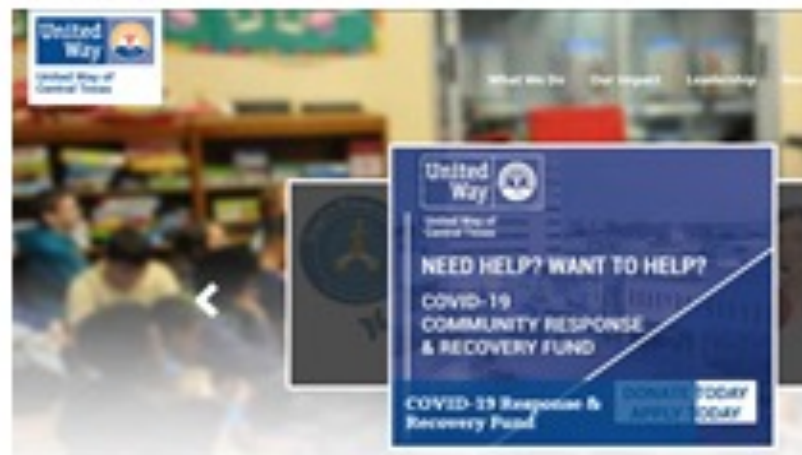 United
Way
United Way of
Central Texas
What We Do Our Impact Leadership
United
Way
United Way of
Central Texas
NEED HELP? WANT TO HELP?
COVID-19
COMMUNITY RESPONSE
& RECOVERY FUND
COVID-19 Response &
Recovery Fund
DONATE TODAY
APPLY TODAY